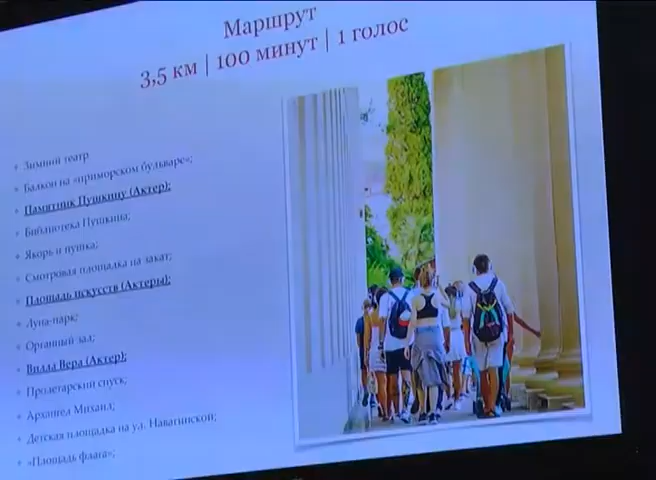 Маршрут
3,5 км | 100 минут | 1 голос
Зимний театр
Балкон на «приморском бульваре»;
Памятник Пушкину (Актер);
Библиотека Пушкина;
Якорь и пушка;
Смотровая площадка на закат;
Площадь искусств (Актеры);
Луна-парк;
Органный зал;
Вилла Вера (Актер);
Пролетарский спуск;
Архангел Михаил;
Детская площадка на ул. Навагинской;
«Площадь флага»;